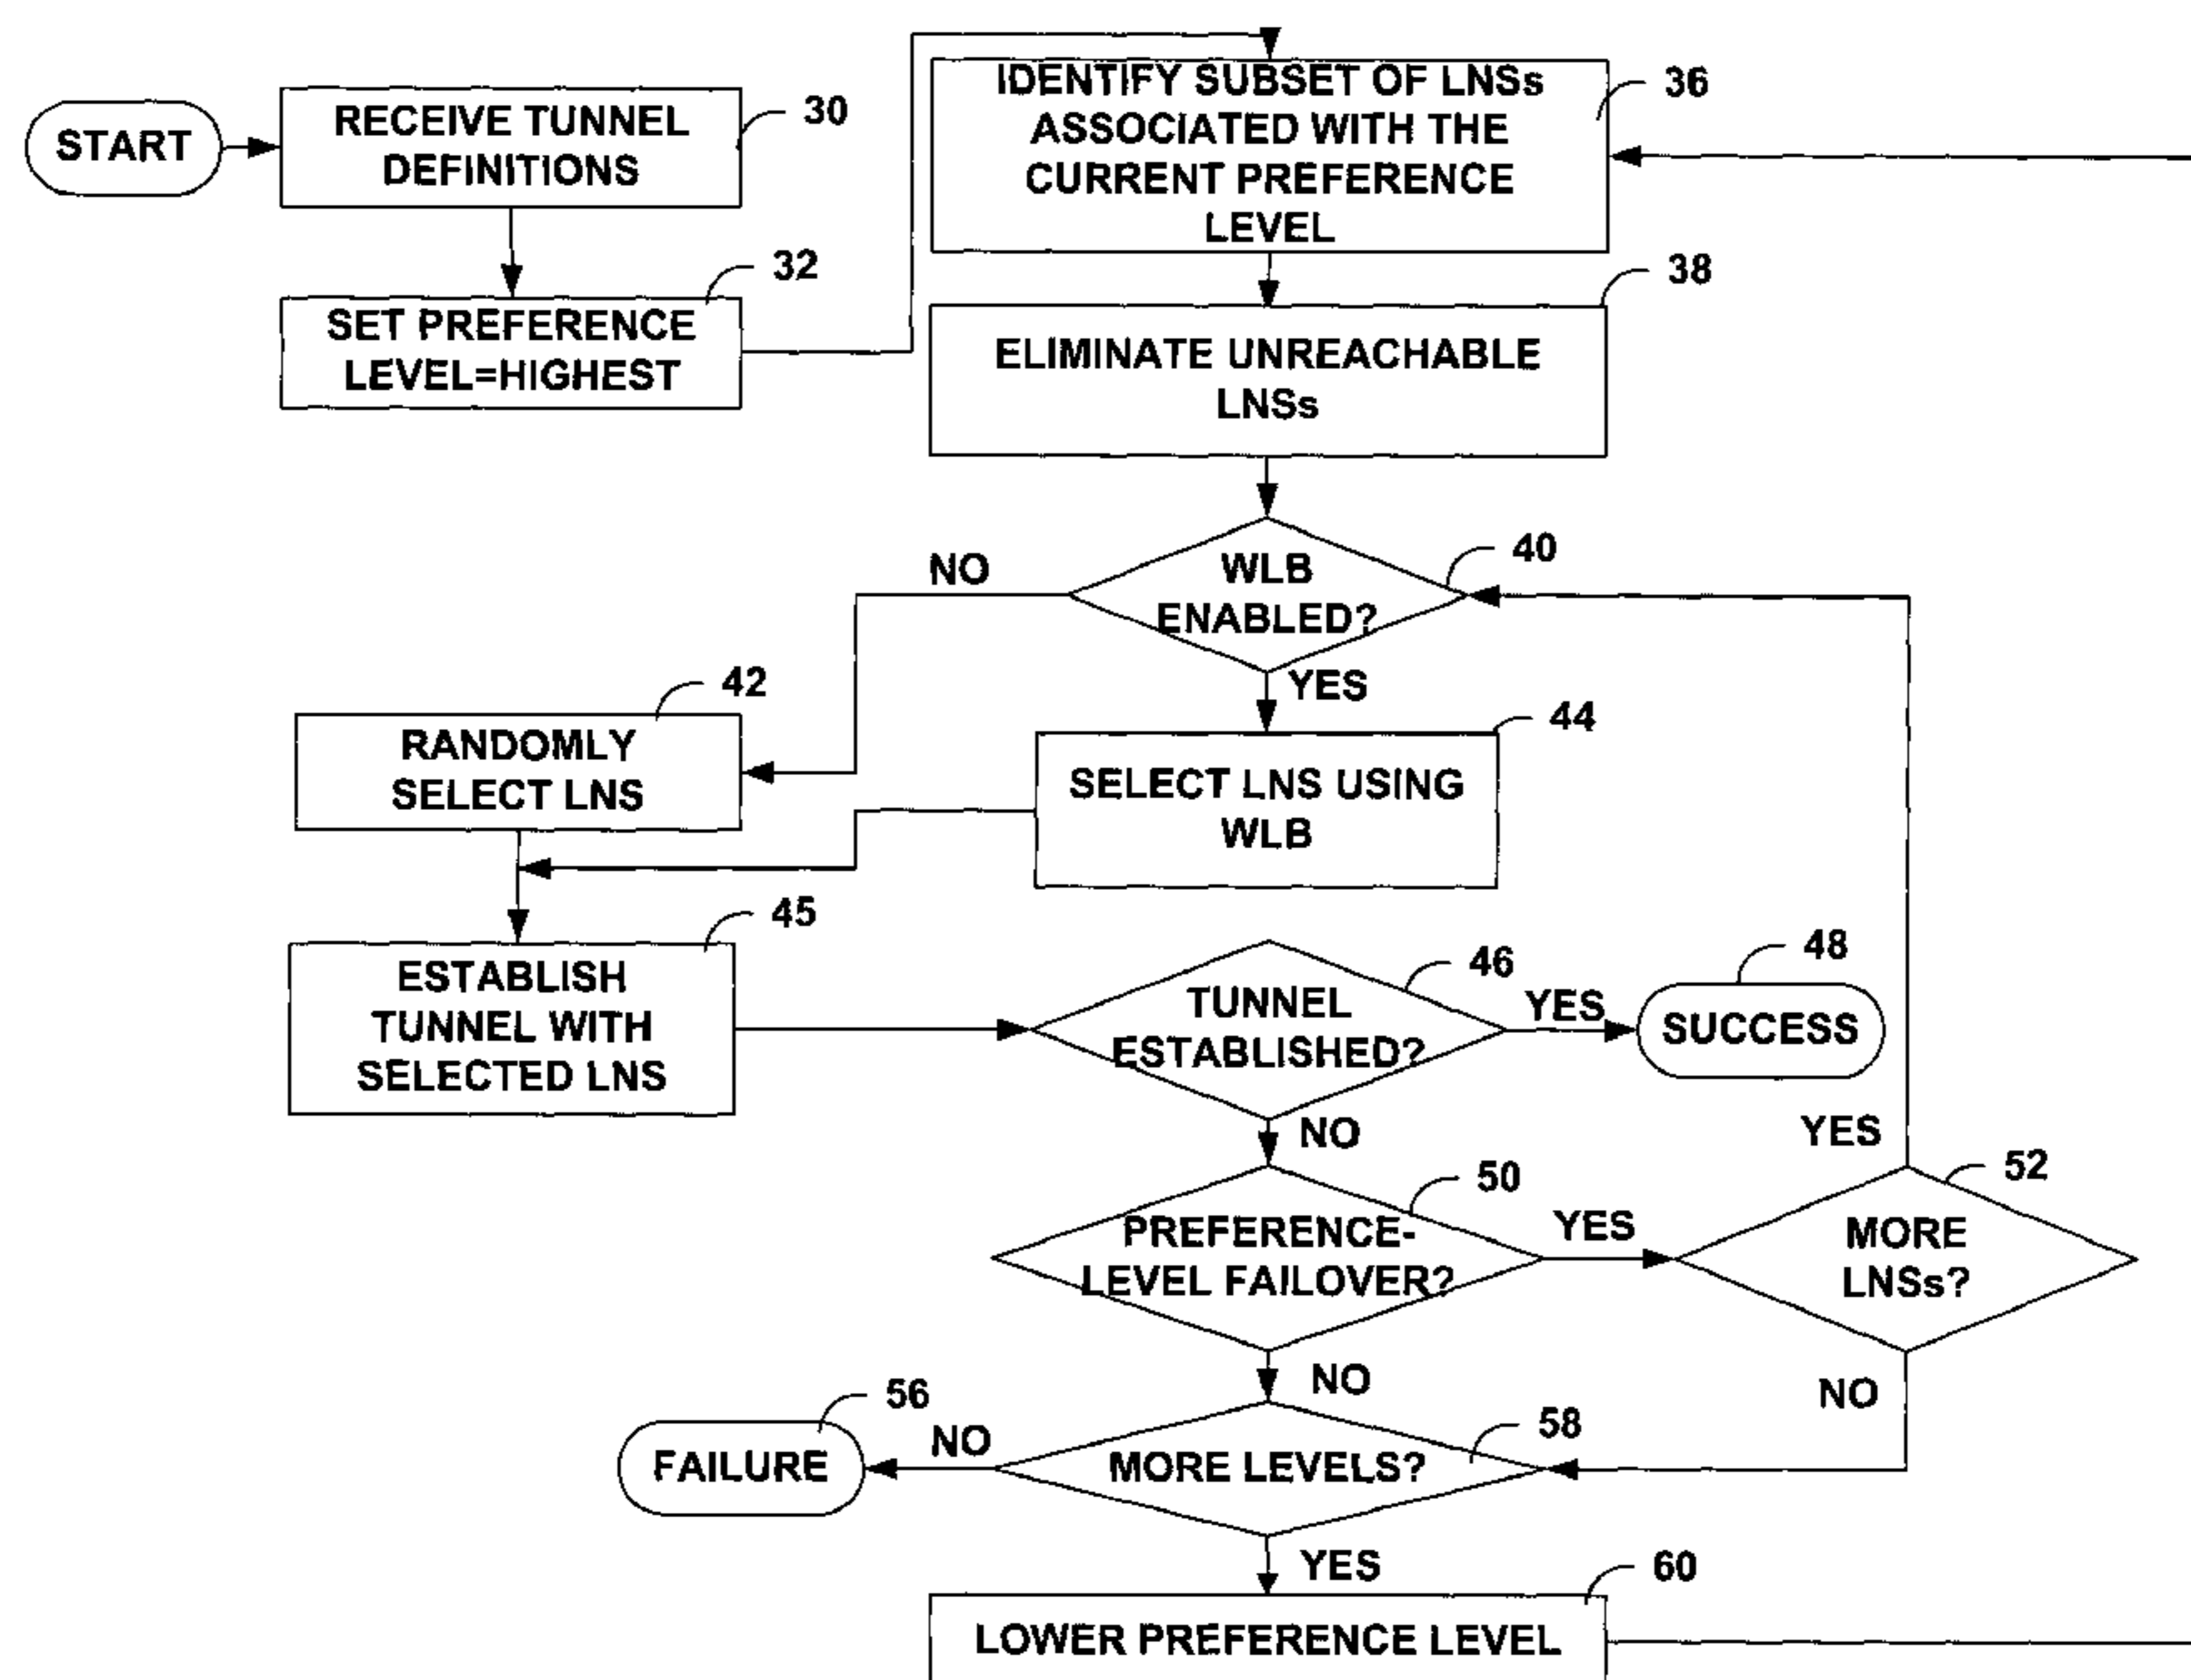 START
RECEIVE TUNNEL
DEFINITIONS
30
SET PREFERENCE
LEVEL=HIGHEST
32
IDENTIFY SUBSET OF LNSs
ASSOCIATED WITH THE
CURRENT PREFERENCE
LEVEL
36
ELIMINATE UNREACHABLE
LNSs
38
WLB
ENABLED?
40
NO
YES
RANDOMLY
SELECT LNS
42
SELECT LNS USING
WLB
44
ESTABLISH
TUNNEL WITH
SELECTED LNS
45
TUNNEL
ESTABLISHED?
46
YES
SUCCESS
48
NO
PREFERENCE-
LEVEL FAILOVER?
50
YES
MORE
LNSs?
52
YES
NO
NO
MORE LEVELS?
58
NO
FAILURE
56
YES
LOWER PREFERENCE LEVEL
60